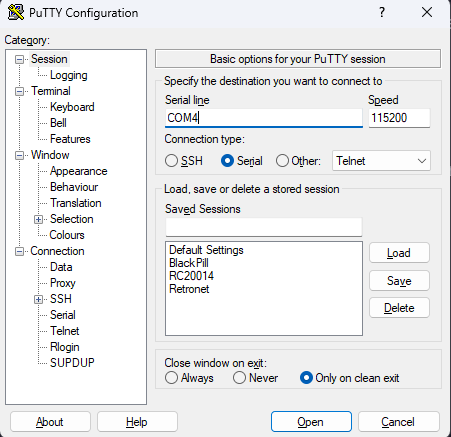 PuTTY Configuration
Category:
Session
Logging
Terminal
Keyboard
Bell
Features
Window
Appearance
Behaviour
Translation
Selection
Colours
Connection
Data
Proxy
SSH
Serial
Telnet
Rlogin
SUPDUP
Basic options for your PuTTY session
Specify the destination you want to connect to
Serial line Speed
COM4 115200
Connection type:
SSH Serial Other: Telnet
Load, save or delete a stored session
Saved Sessions
Default Settings
BlackPill
RC20014
Retronet
Load
Save
Delete
Close window on exit:
Always Never Only on clean exit
About Help Open Cancel